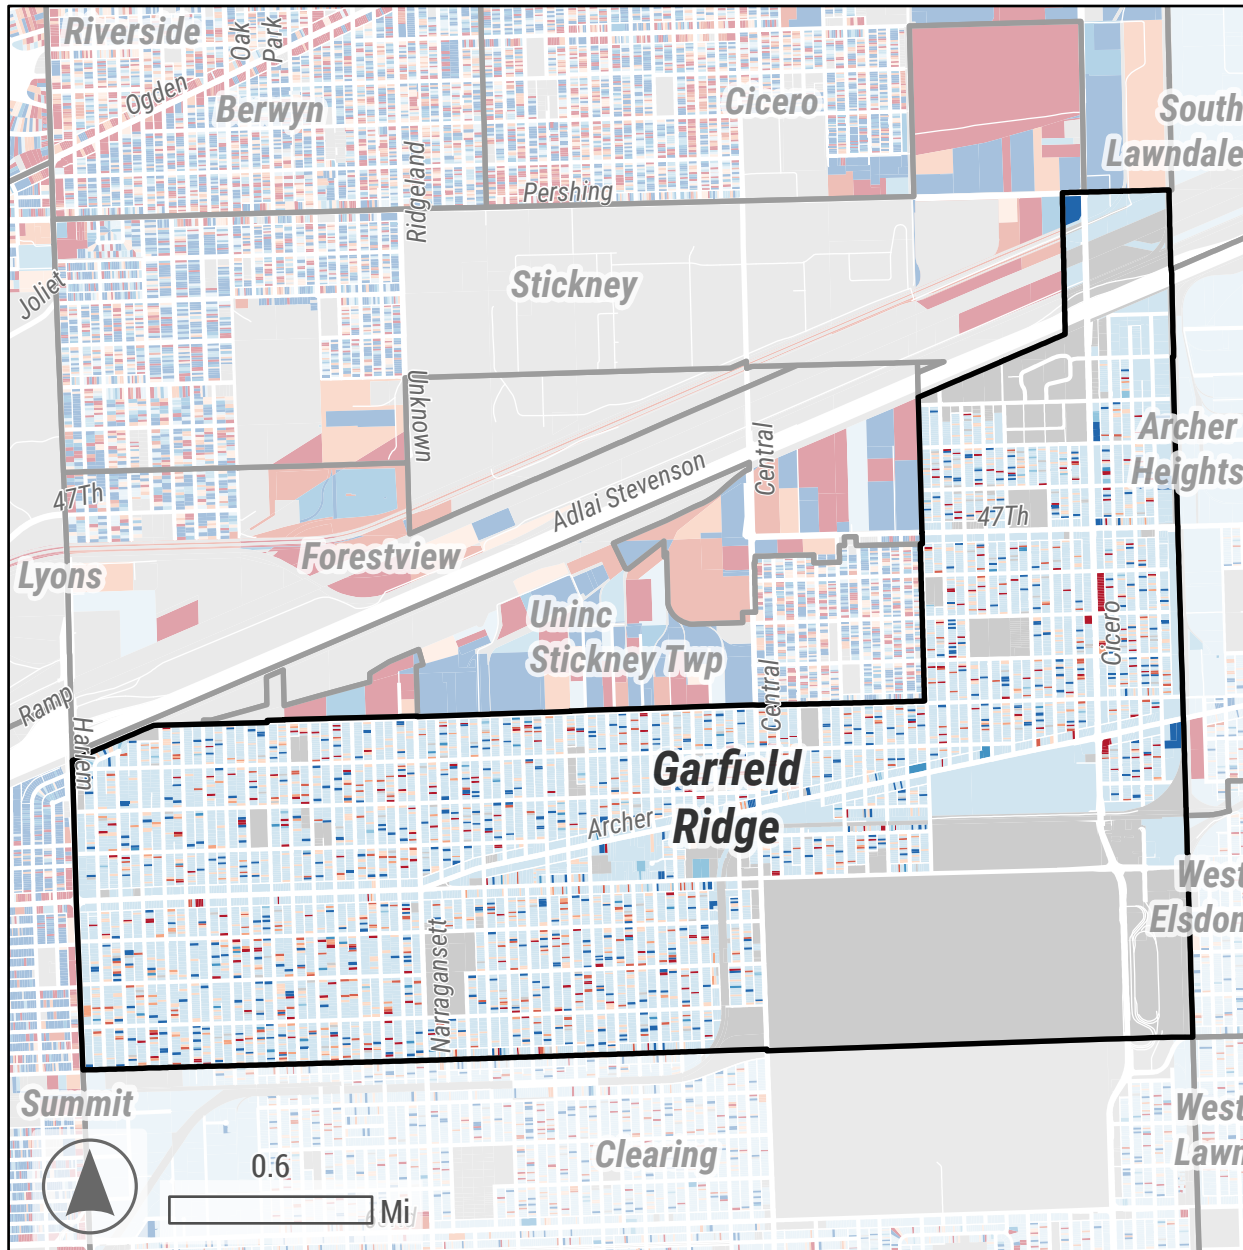 Riverside
Oak
Park
Ogden
Berwyn
Cicero
South
Lawndale
Ridgeland
Pershing
Joliet
Stickney
Unknown
Central
Archer
Heights
47Th
Adlai Stevenson
47Th
Lyons
Forestview
Uninc
Stickney Twp
Cicero
Central
Ramp
Harlem
Garfield
Ridge
Archer
West
Elsdon
Narragansett
Summit
Clearing
West
Lawn
0.6
Mi